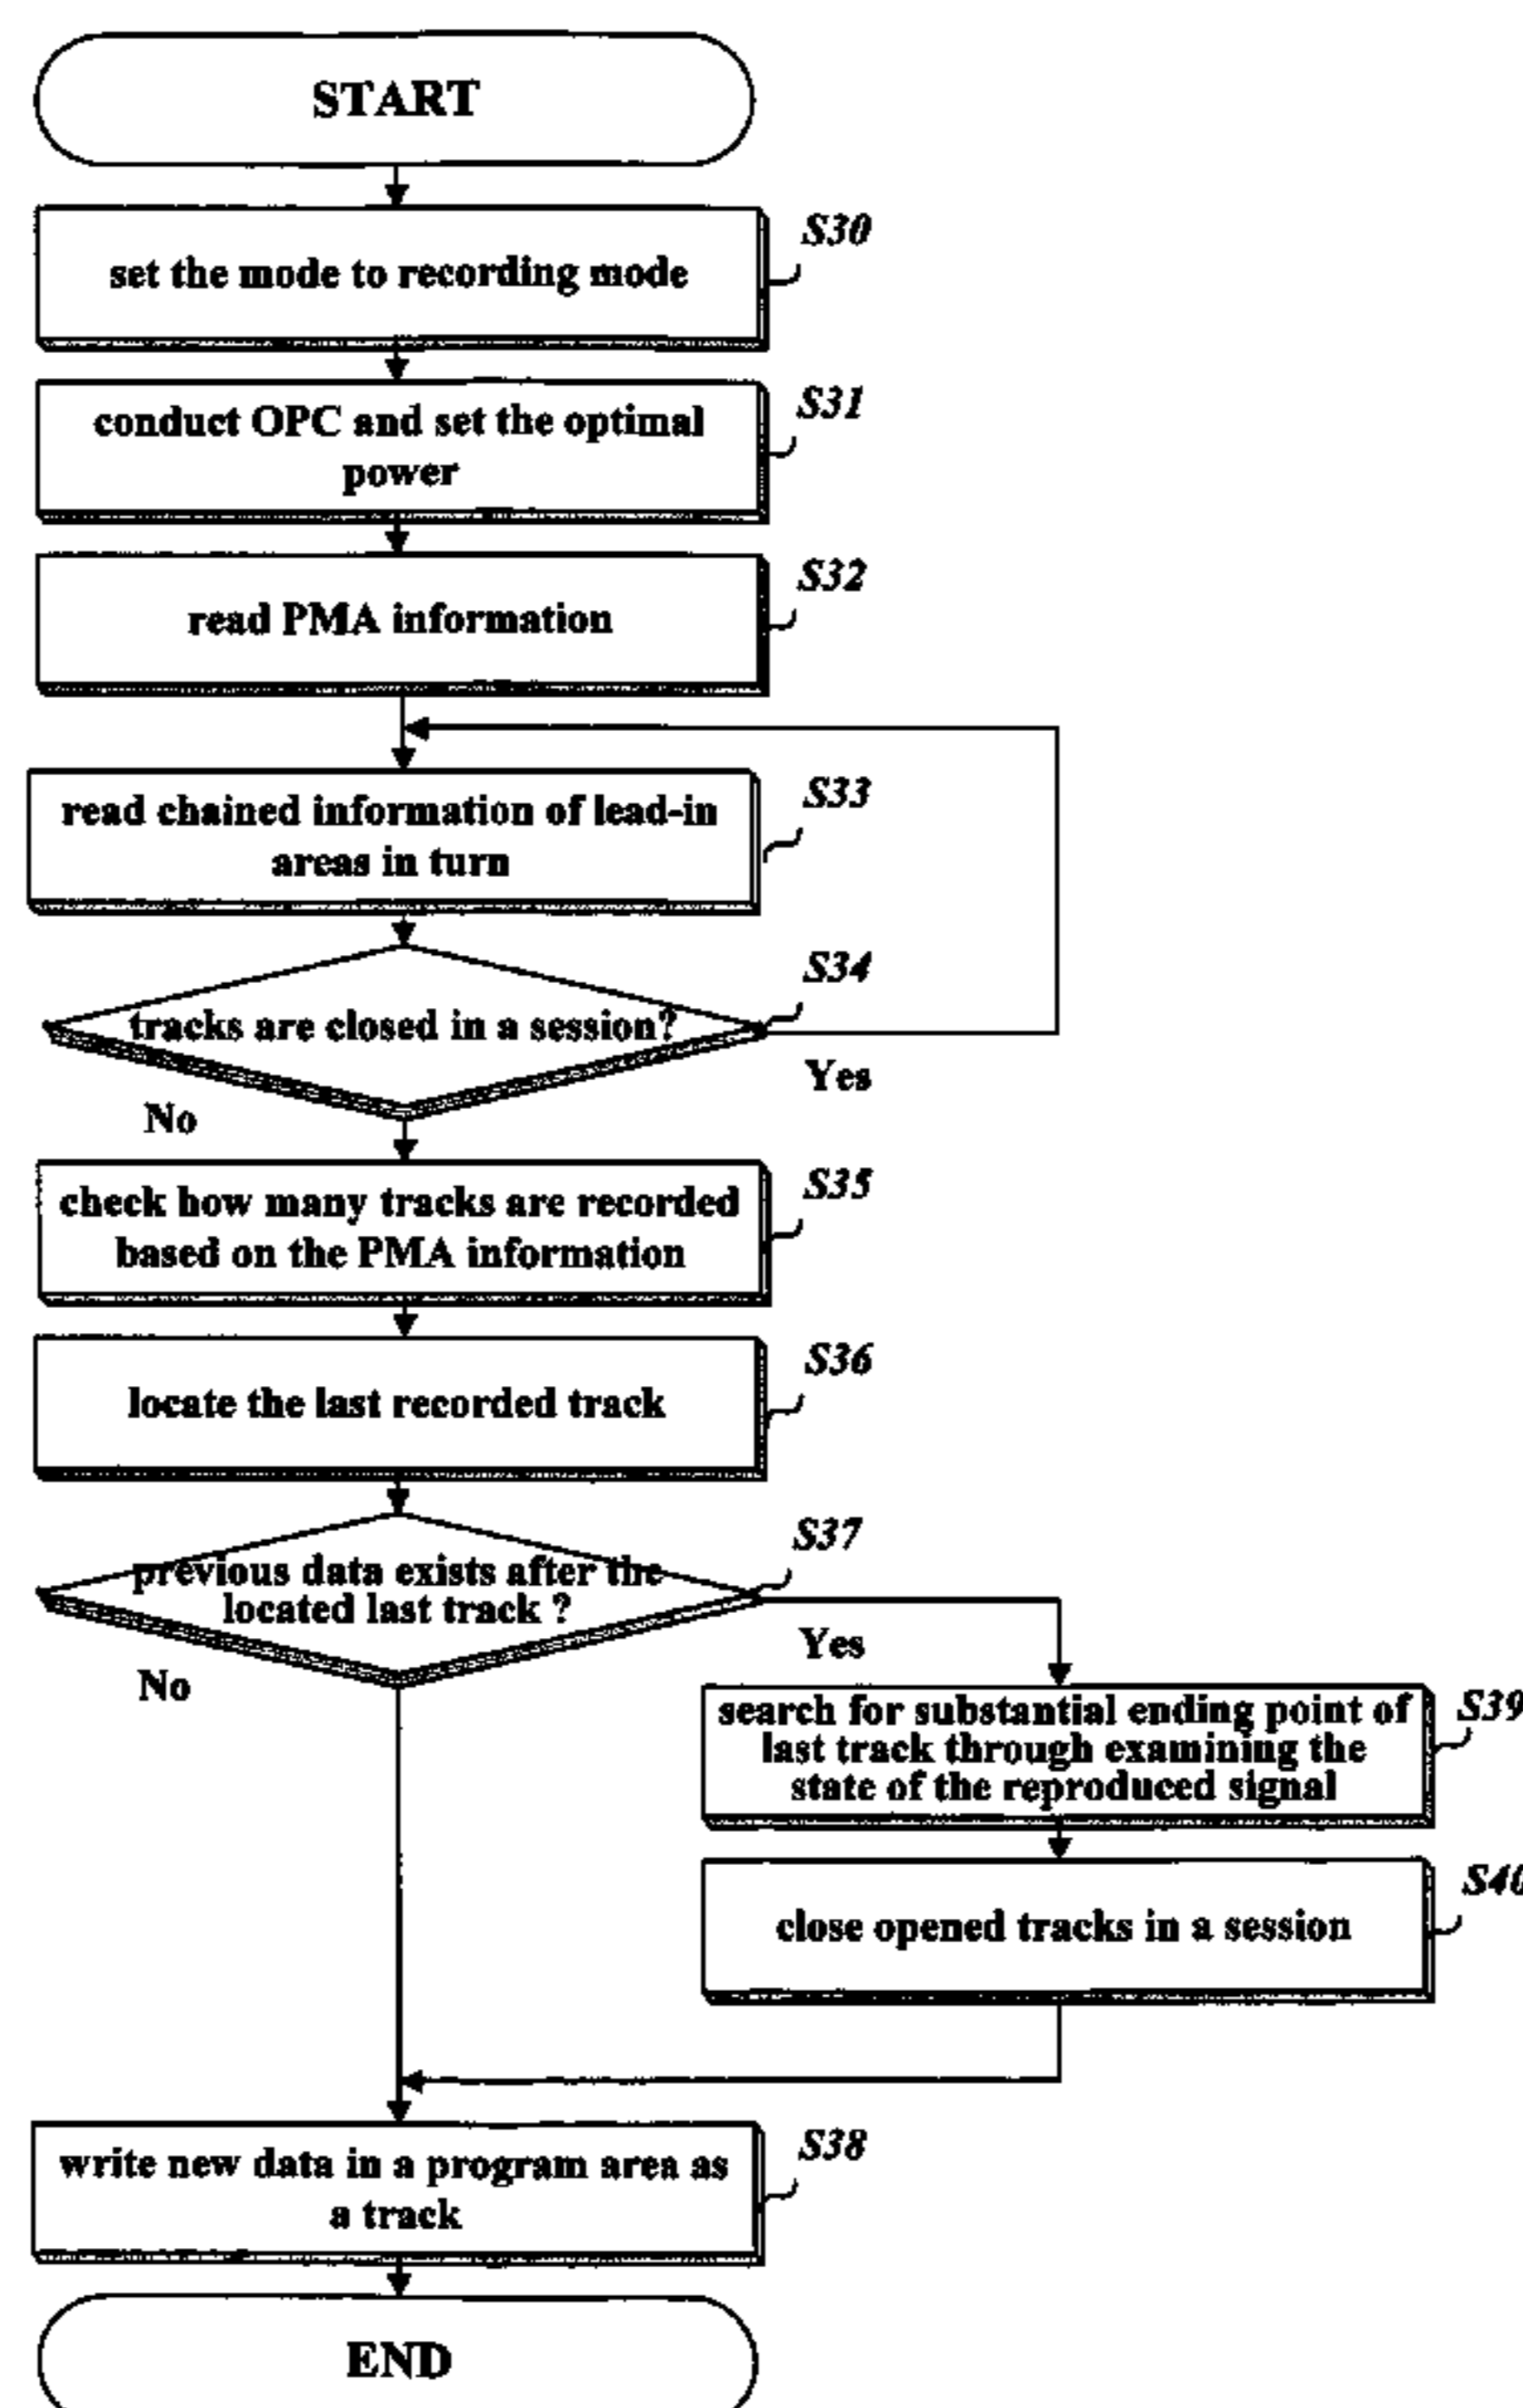 START
S30
set the mode to recording mode
S31
conduct OPC and set the optimal
power
S32
read PMA information
S33
read chained information of lead-in
areas in turn
S34
tracks are closed in a session?
Yes
No
S35
check how many tracks are recorded
based on the PMA information
S36
locate the last recorded track
S37
previous data exists after the
located last track ?
Yes
No
S39
search for substantial ending point of
last track through examining the
state of the reproduced signal
S40
close opened tracks in a session
S38
write new data in a program area as
a track
END